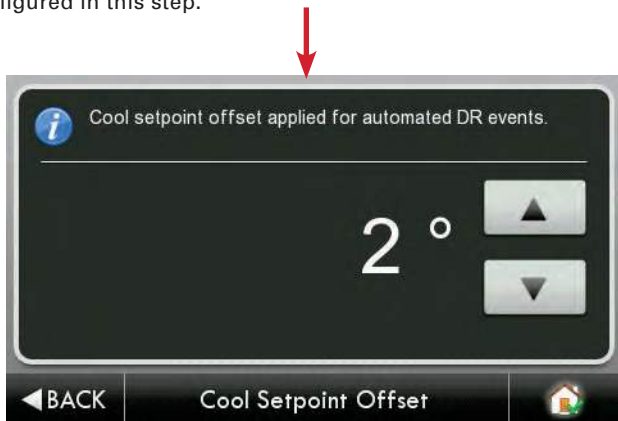 figured in this step.
Cool setpoint offset applied for automated DR events.
2 °
BACK
Cool Setpoint Offset